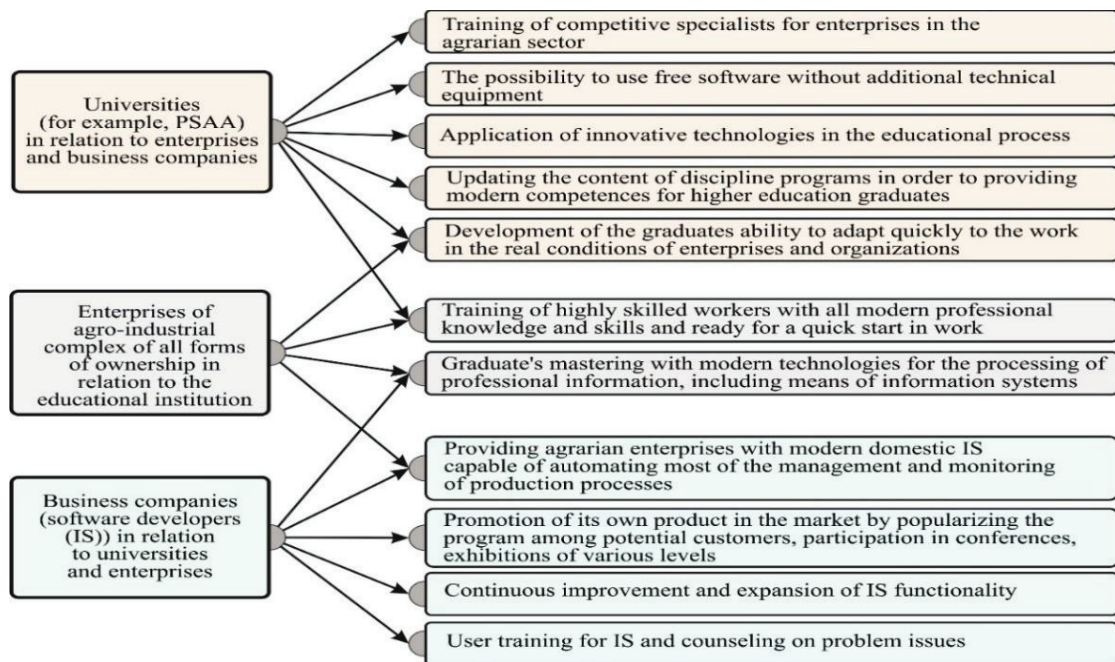 Universities
(for example, PSAA)
in relation to enterprises
and business companies
Enterprises of
agro-industrial
complex of all forms
of ownership in
relation to the
educational institution
Business companies
(software developers
(IS)) in relation
to universities
and enterprises
Training of competitive specialists for enterprises in the
agrarian sector
The possibility to use free software without additional technical
equipment
Application of innovative technologies in the educational process
Updating the content of discipline programs in order to providing
modern competences for higher education graduates
Development of the graduates ability to adapt quickly to the work
in the real conditions of enterprises and organizations
Training of highly skilled workers with all modern professional
knowledge and skills and ready for a quick start in work
Graduate's mastering with modern technologies for the processing of
professional information, including means of information systems
Providing agrarian enterprises with modern domestic IS
capable of automating most of the management and monitoring
of production processes
Promotion of its own product in the market by popularizing the
program among potential customers, participation in conferences,
exhibitions of various levels
Continuous improvement and expansion of IS functionality
User training for IS and counseling on problem issues